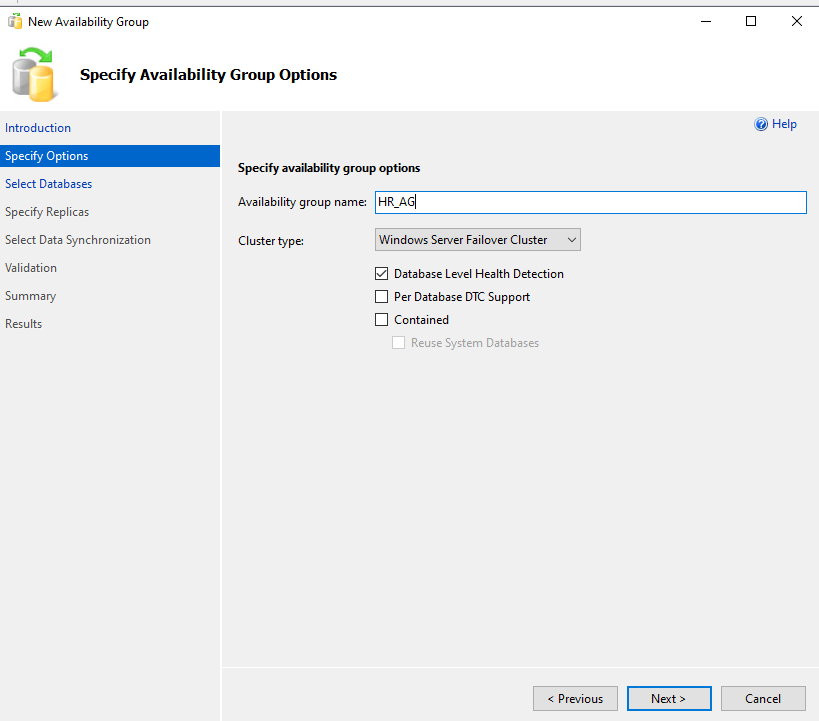 New Availability Group
Specify Availability Group Options
Introduction
Specify Options
Select Databases
Specify Replicas
Select Data Synchronization
Validation
Summary
Results
Help
Specify availability group options
Availability group name: HR_AG
Cluster type: Windows Server Failover Cluster
Database Level Health Detection
Per Database DTC Support
Contained
Reuse System Databases
< Previous Next > Cancel